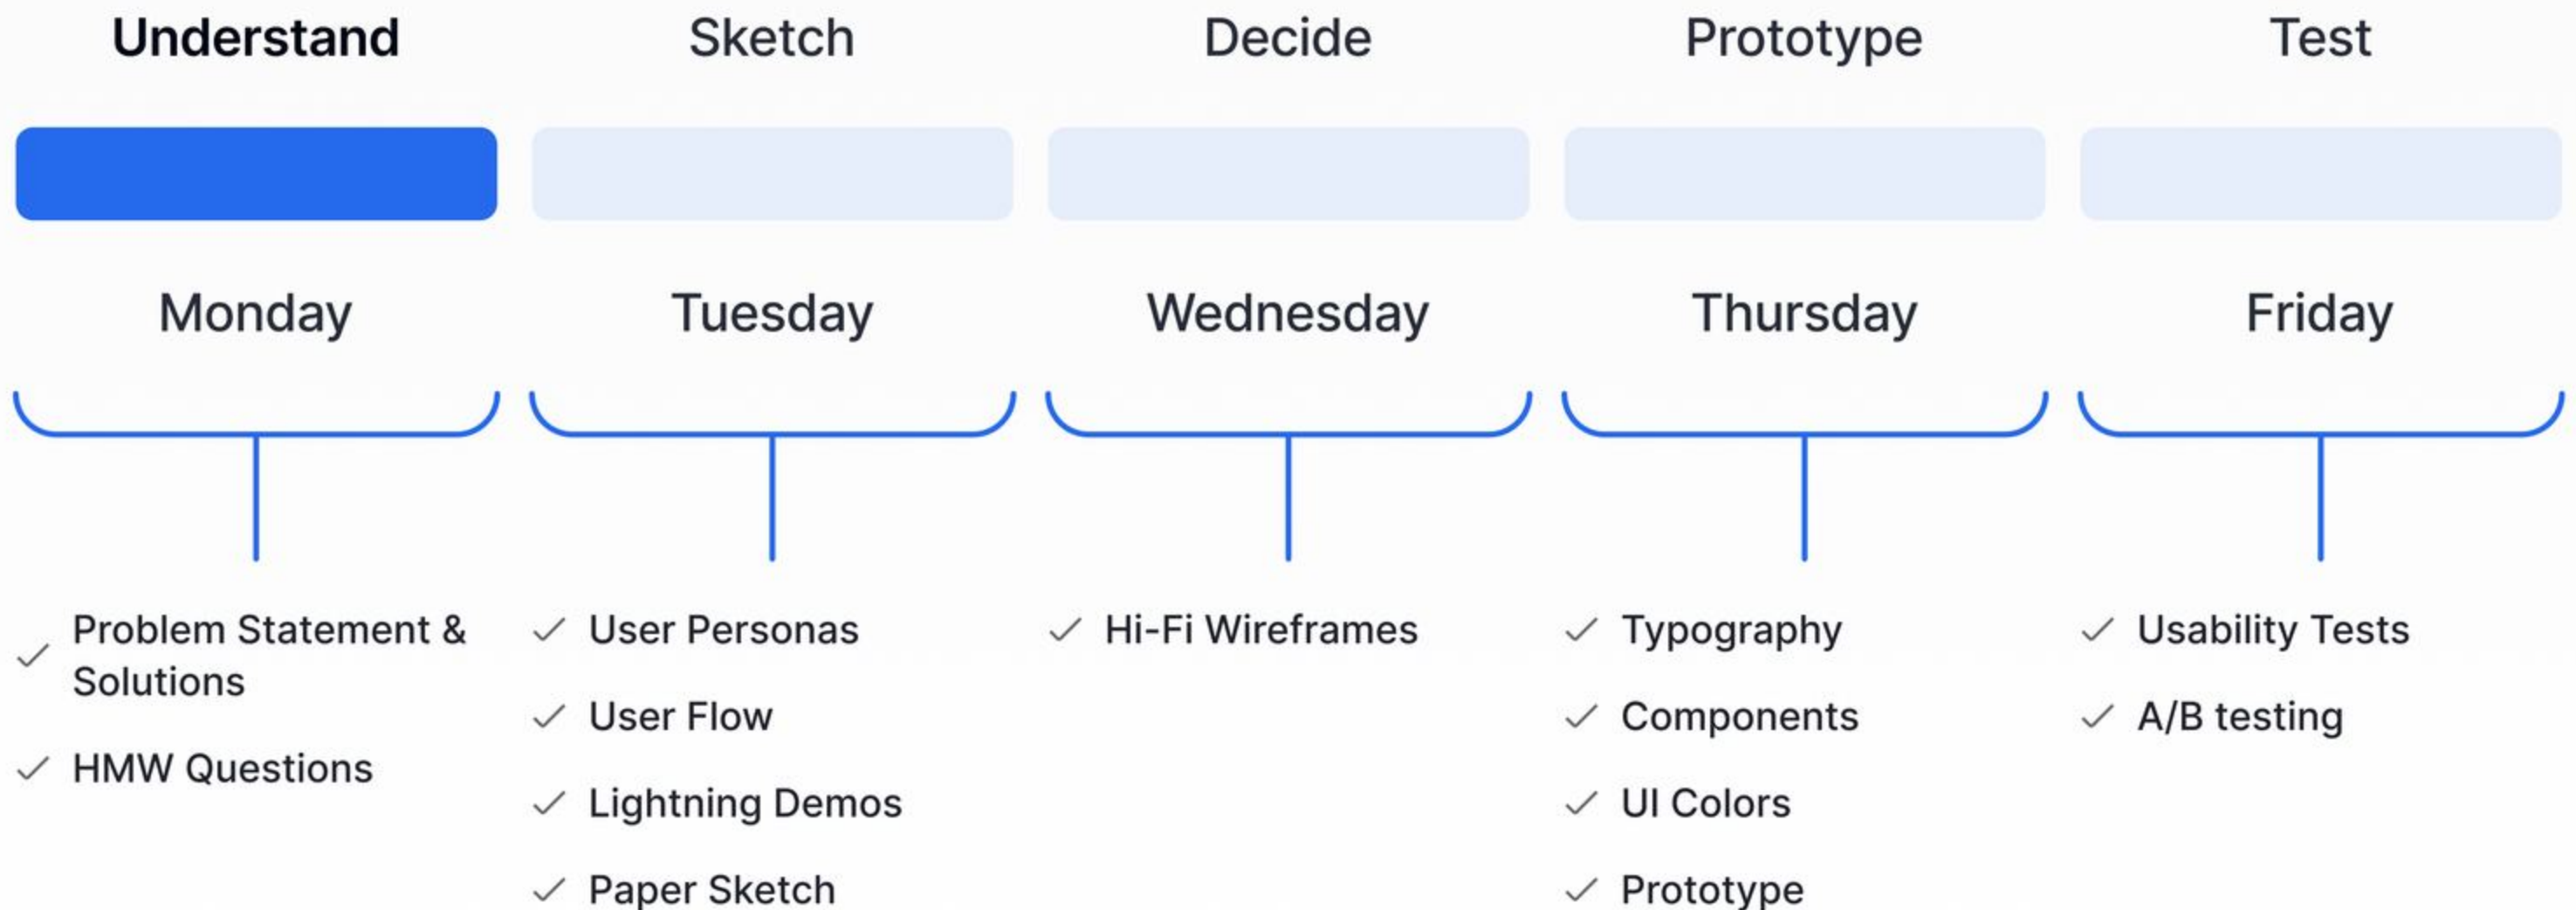 Understand
Sketch
Decide
Prototype
Test
Monday
Tuesday
Wednesday
Thursday
Friday
Problem Statement &
Solutions
HMW Questions
User Personas
User Flow
Lightning Demos
Paper Sketch
Hi-Fi Wireframes
Typography
Components
UI Colors
Prototype
Usability Tests
A/B testing